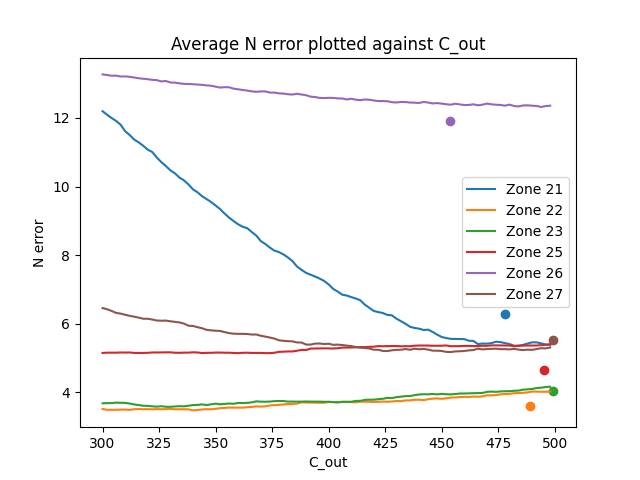 Average N error plotted against C_out
N error
12
10
8
6
4
Zone 21
Zone 22
Zone 23
Zone 25
Zone 26
Zone 27
300 325 350 375 400 425 450 475 500
C_out